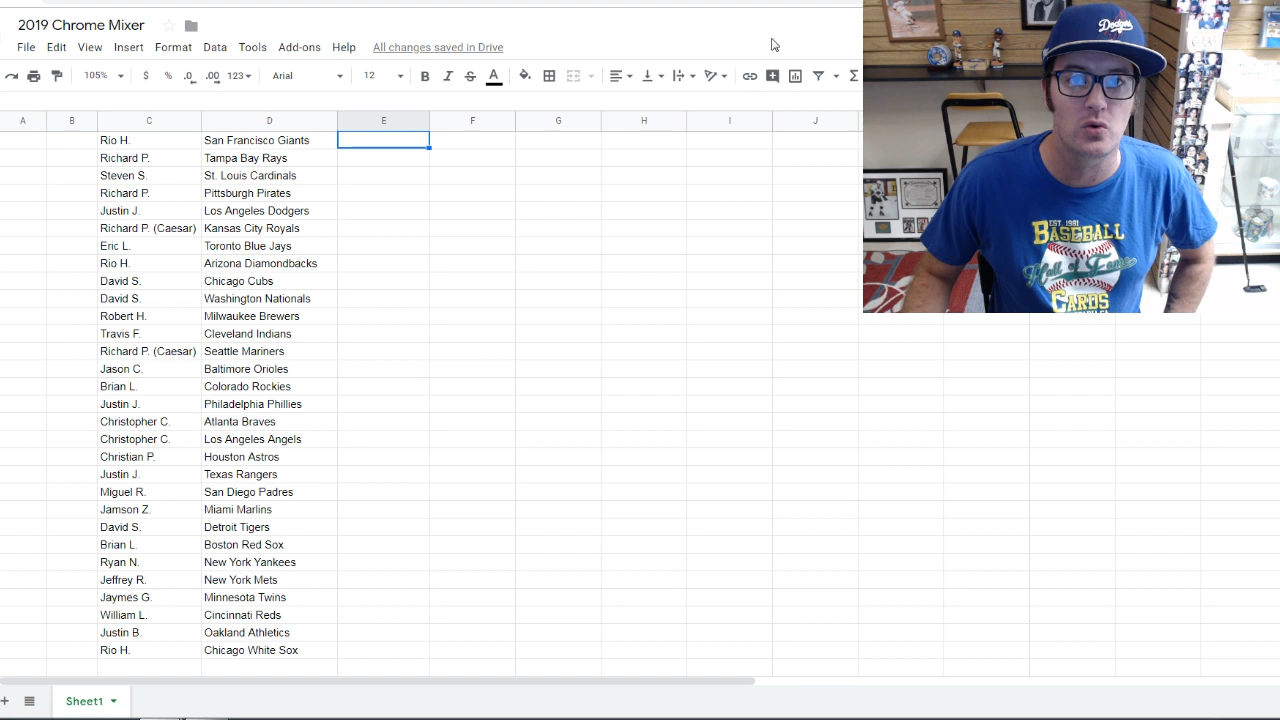 2019 Chrome Mixer
File Edit View Insert Format Data Tools Add-ons Help All changes saved in Drive
105% $ % .0 .00 123 Arial 12 B I S A
A B C D E F G H I J
Rio H. San Francisco Giants
Richard P. Tampa Bay Rays
Steven S. St. Louis Cardinals
Richard P. Pittsburgh Pirates
Justin J. Los Angeles Dodgers
Richard P. (Caesar) Kansas City Royals
Eric L. Toronto Blue Jays
Rio H. Arizona Diamondbacks
David S. Chicago Cubs
David S. Washington Nationals
Robert H. Milwaukee Brewers
Travis F. Cleveland Indians
Richard P. (Caesar) Seattle Mariners
Jason C. Baltimore Orioles
Brian L. Colorado Rockies
Justin J. Philadelphia Phillies
Christopher C. Atlanta Braves
Christopher C. Los Angeles Angels
Christian P. Houston Astros
Justin J. Texas Rangers
Miguel R. San Diego Padres
Jamson Z. Miami Marlins
David S. Detroit Tigers
Brian L. Boston Red Sox
Ryan N. New York Yankees
Jeffrey R. New York Mets
Jaymes G. Minnesota Twins
William L. Cincinnati Reds
Justin B. Oakland Athletics
Rio H. Chicago White Sox
Sheet1
Dodgers
EST. 1981
BASEBALL
Hall of Fame
CARDS